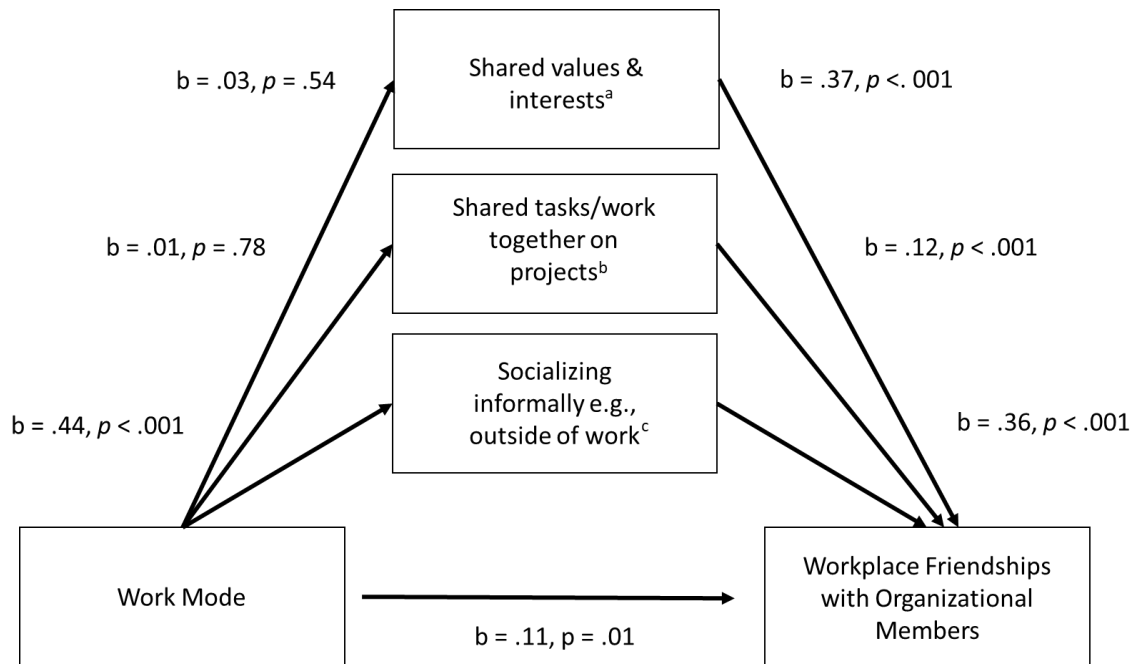 Shared values &
interestsᵃ
b = .03, p = .54
b = .37, p <. 001
Shared tasks/work
together on
projectsᵇ
b = .01, p = .78
b = .12, p < .001
Socializing
informally e.g.,
outside of workᶜ
b = .44, p < .001
b = .36, p < .001
Work Mode
Workplace Friendships
with Organizational
Members
b = .11, p = .01